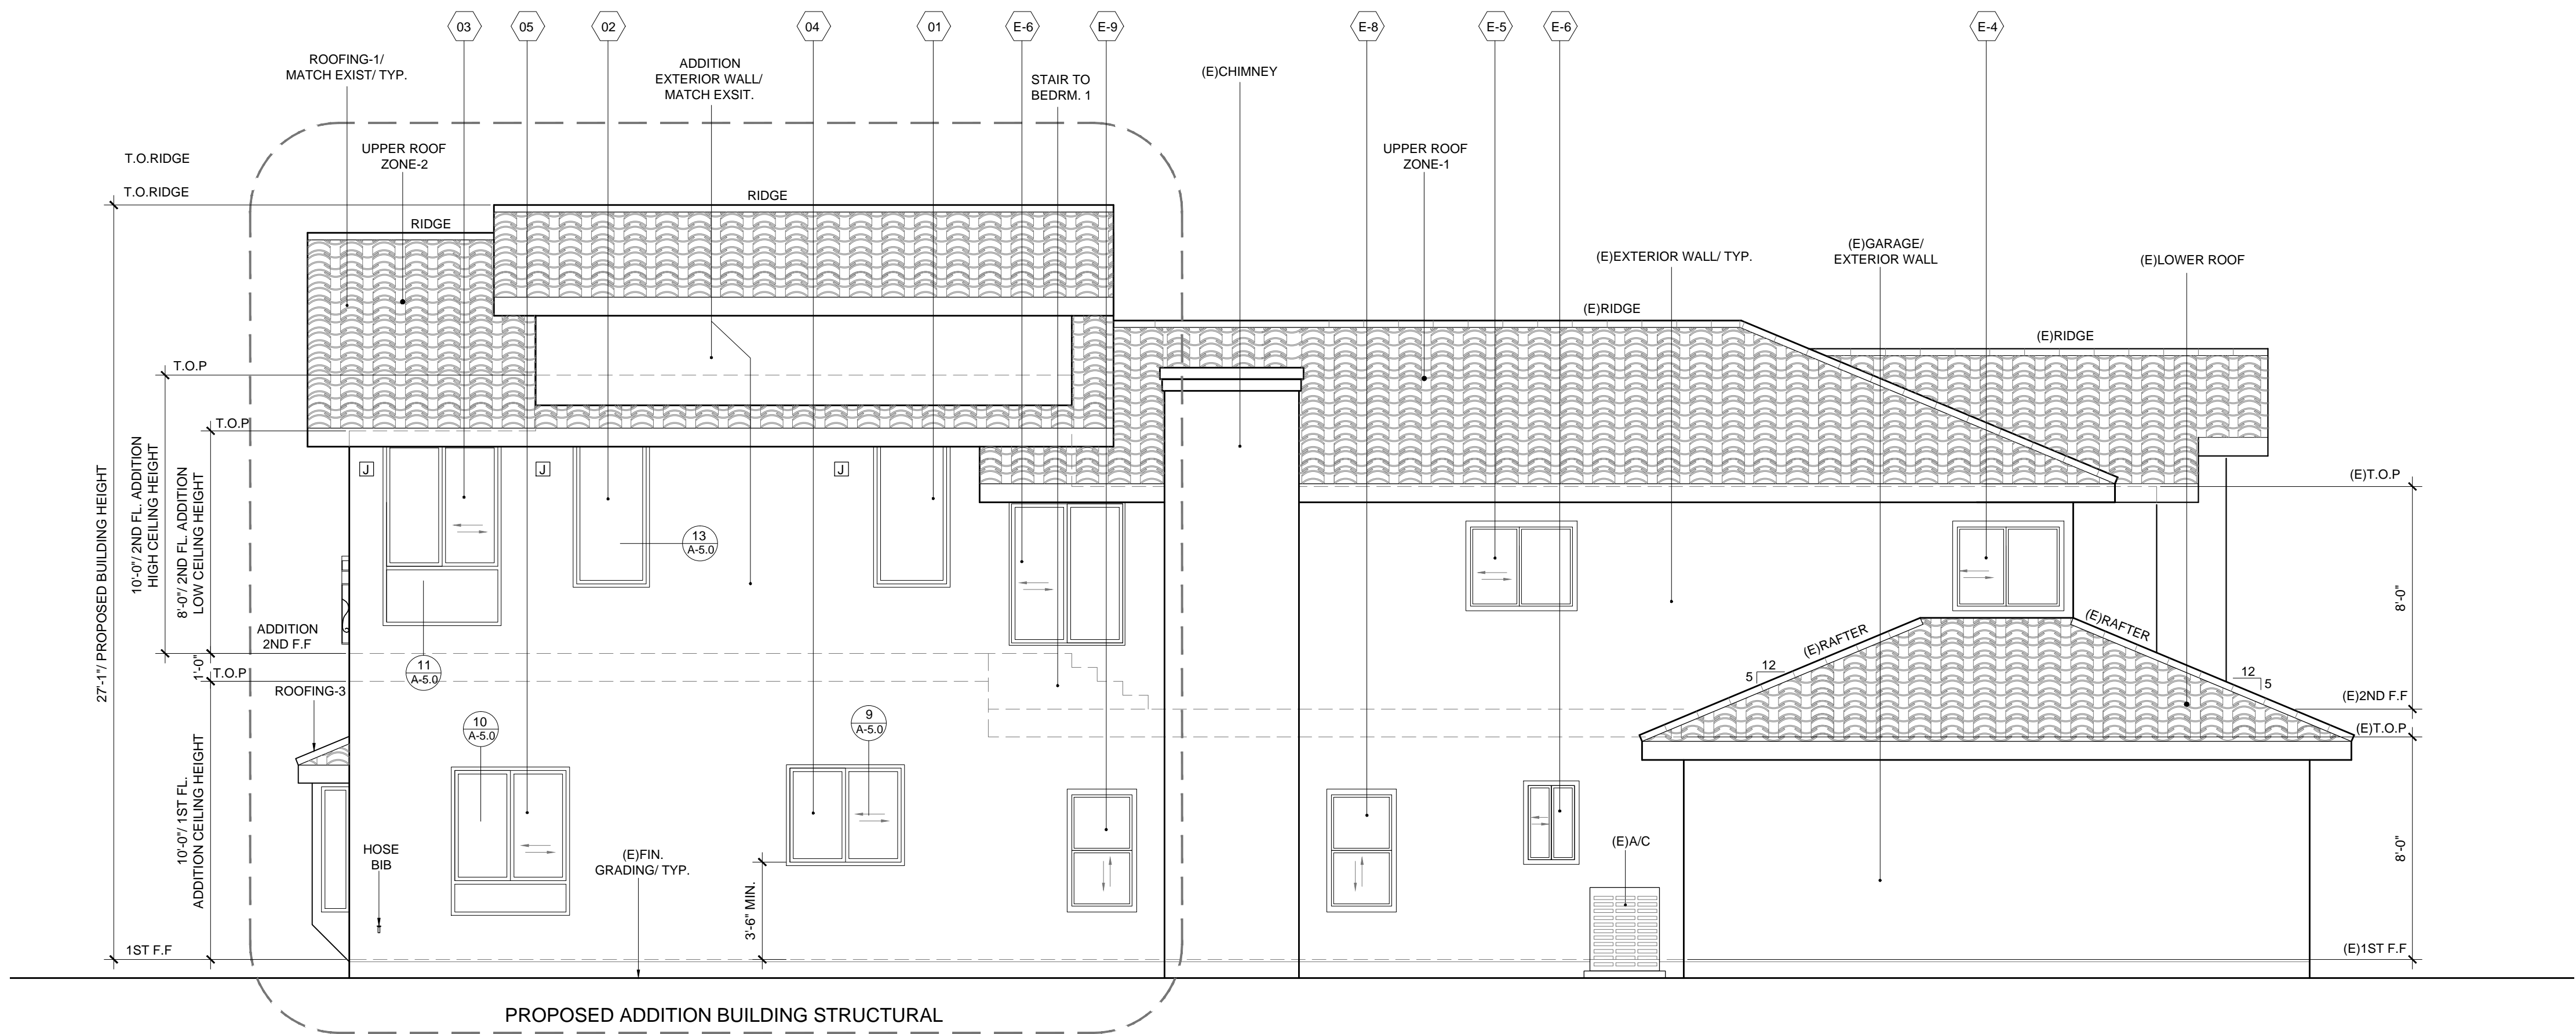 03
05
02
04
01
E-6
E-9
E-8
E-5
E-6
E-4
ROOFING-1/
MATCH EXIST/ TYP.
ADDITION
EXTERIOR WALL/
MATCH EXSIT.
STAIR TO
BEDRM. 1
(E)CHIMNEY
T.O.RIDGE
UPPER ROOF
ZONE-2
UPPER ROOF
ZONE-1
T.O.RIDGE
RIDGE
RIDGE
(E)EXTERIOR WALL/ TYP.
(E)GARAGE/
EXTERIOR WALL
(E)LOWER ROOF
(E)RIDGE
(E)RIDGE
T.O.P
T.O.P
27'-1"/ PROPOSED BUILDING HEIGHT
10'-0"/ 2ND FL. ADDITION
HIGH CEILING HEIGHT
8'-0"/ 2ND FL. ADDITION
LOW CEILING HEIGHT
J
J
J
(E)T.O.P
13
A-5.0
8'-0"
ADDITION
2ND F.F
(E)RAFTER
(E)RAFTER
11
A-5.0
1'-0"
T.O.P
12
5
12
5
ROOFING-3
(E)2ND F.F
10
A-5.0
9
A-5.0
(E)T.O.P
10'-0"/ 1ST FL.
ADDITION CEILING HEIGHT
HOSE
BIB
(E)FIN.
GRADING/ TYP.
3'-6" MIN.
(E)A/C
8'-0"
1ST F.F
(E)1ST F.F
PROPOSED ADDITION BUILDING STRUCTURAL